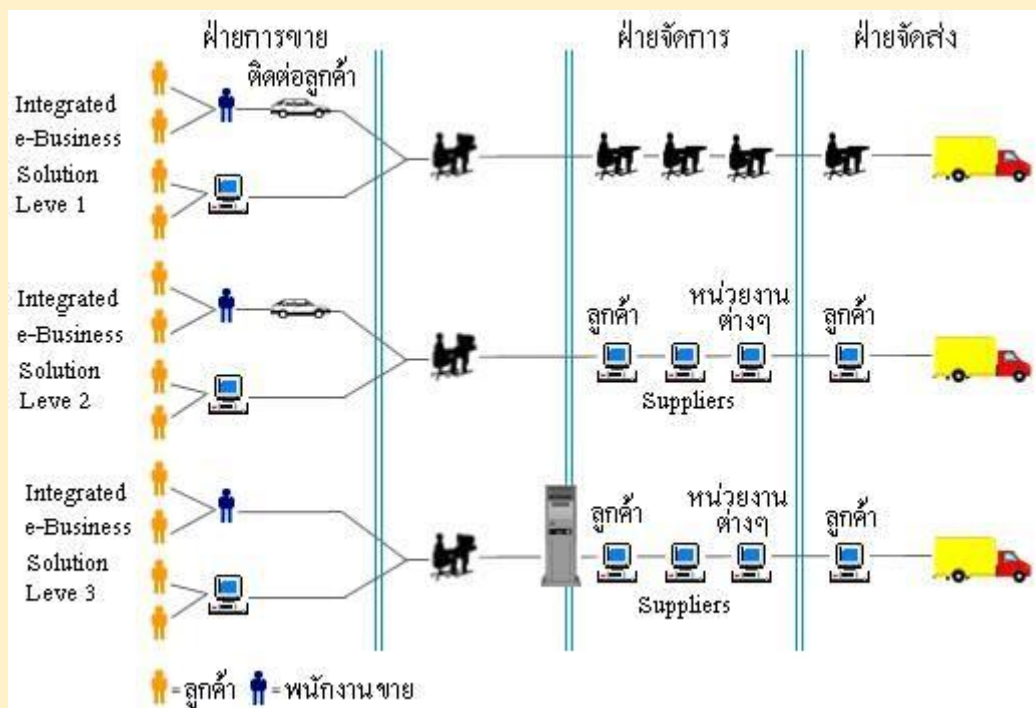 ฝ่ายการขาย
ฝ่ายจัดการ
ฝ่ายจัดส่ง
ติดต่อลูกค้า
Integrated
e-Business
Solution
Leve 1
Integrated
e-Business
Solution
Leve 2
ลูกค้า
หน่วยงาน
ต่างๆ
ลูกค้า
Suppliers
Integrated
e-Business
Solution
Leve 3
ลูกค้า
หน่วยงาน
ต่างๆ
ลูกค้า
Suppliers
=ลูกค้า
=พนักงานขาย